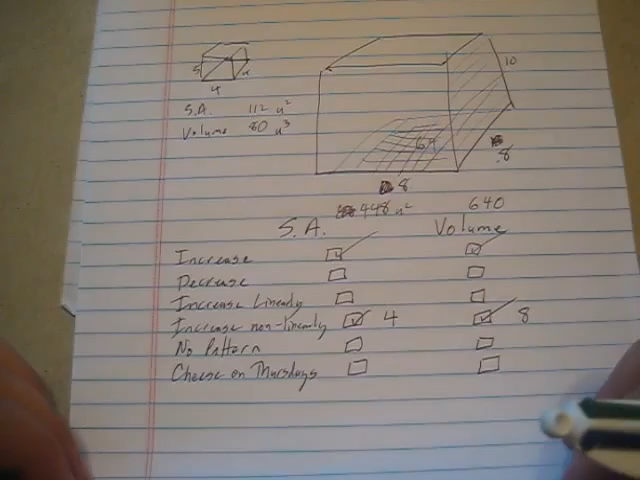 5
4
4
S.A. 112 u²
Volume 80 u³
10
64
8
8
448 u² 640
S.A. Volume
Increase
Decrease
Increase Linearly
Increase non-linearly 4 8
No Pattern
Cheese on Thursdays